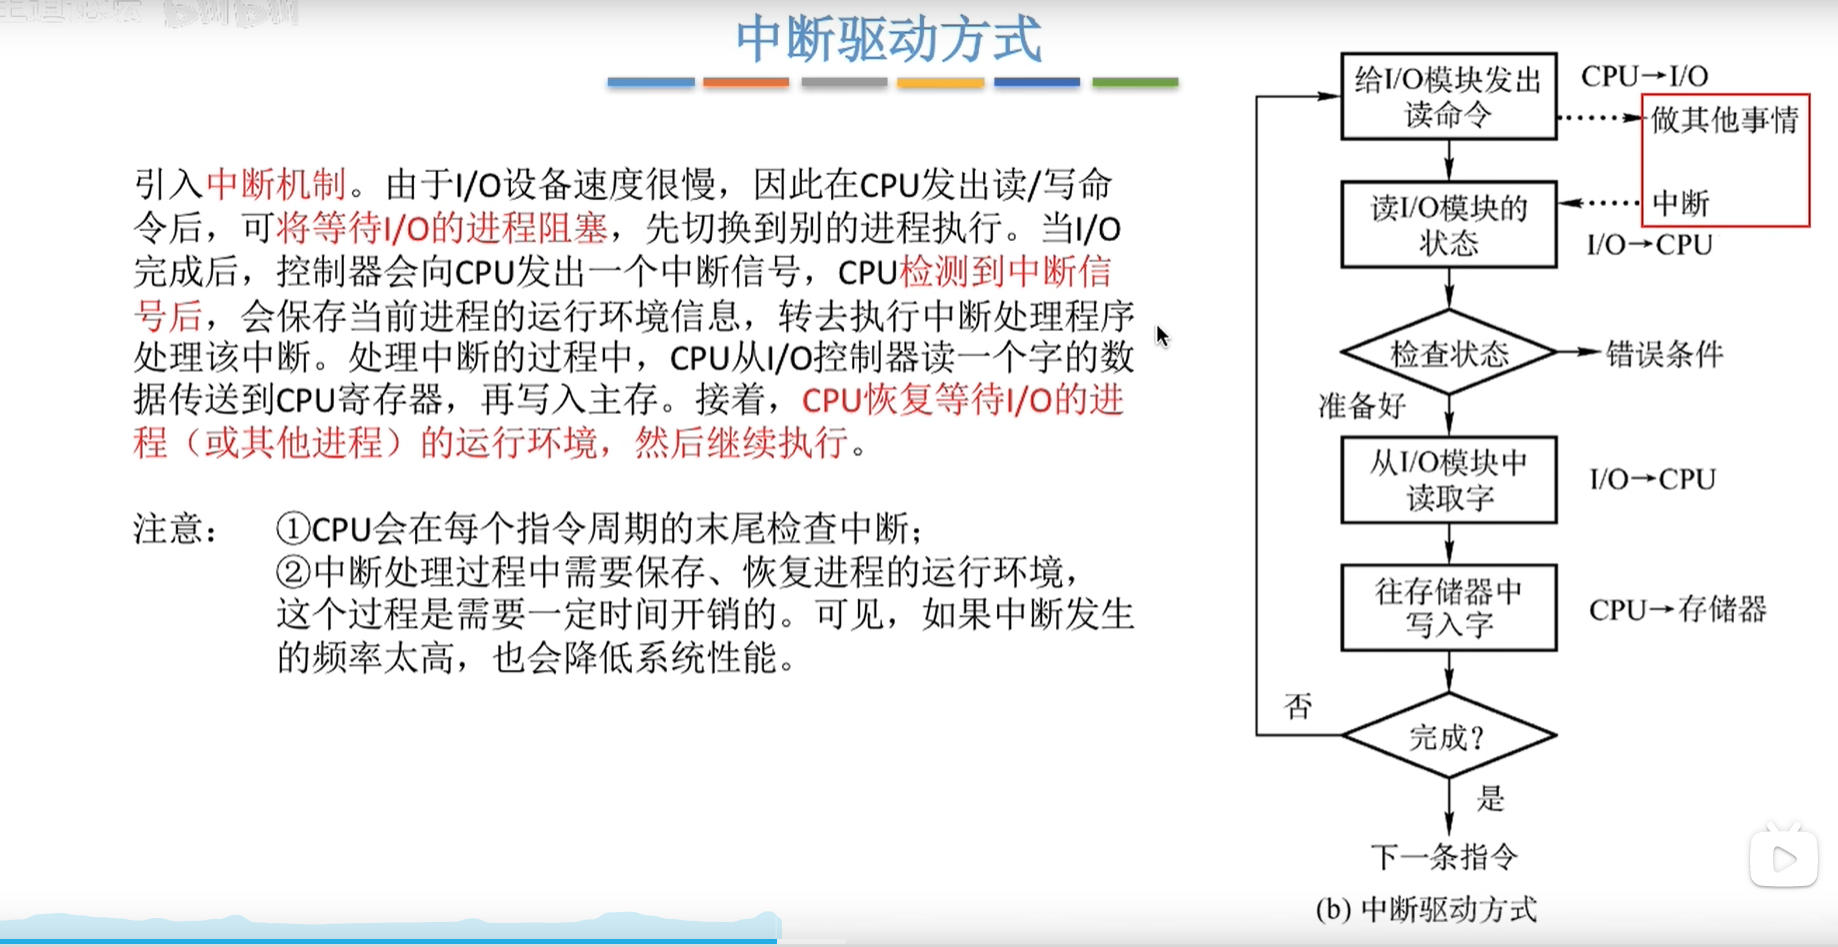 中断驱动方式
引入中断机制。由于I/O设备速度很慢，因此在CPU发出读/写命
令后，可将等待I/O的进程阻塞，先切换到别的进程执行。当I/O
完成后，控制器会向CPU发出一个中断信号，CPU检测到中断信
号后，会保存当前进程的运行环境信息，转去执行中断处理程序
处理该中断。处理中断的过程中，CPU从I/O控制器读一个字的数
据传送到CPU寄存器，再写入主存。接着，CPU恢复等待I/O的进
程（或其他进程）的运行环境，然后继续执行。
注意： ①CPU会在每个指令周期的末尾检查中断；
②中断处理过程中需要保存、恢复进程的运行环境，
这个过程是需要一定时间开销的。可见，如果中断发生
的频率太高，也会降低系统性能。
给I/O模块发出
读命令
CPU→I/O
做其他事情
读I/O模块的
状态
中断
I/O→CPU
检查状态
错误条件
准备好
从I/O模块中
读取字
I/O→CPU
往存储器中
写入字
CPU→存储器
否
完成？
是
下一条指令
(b) 中断驱动方式